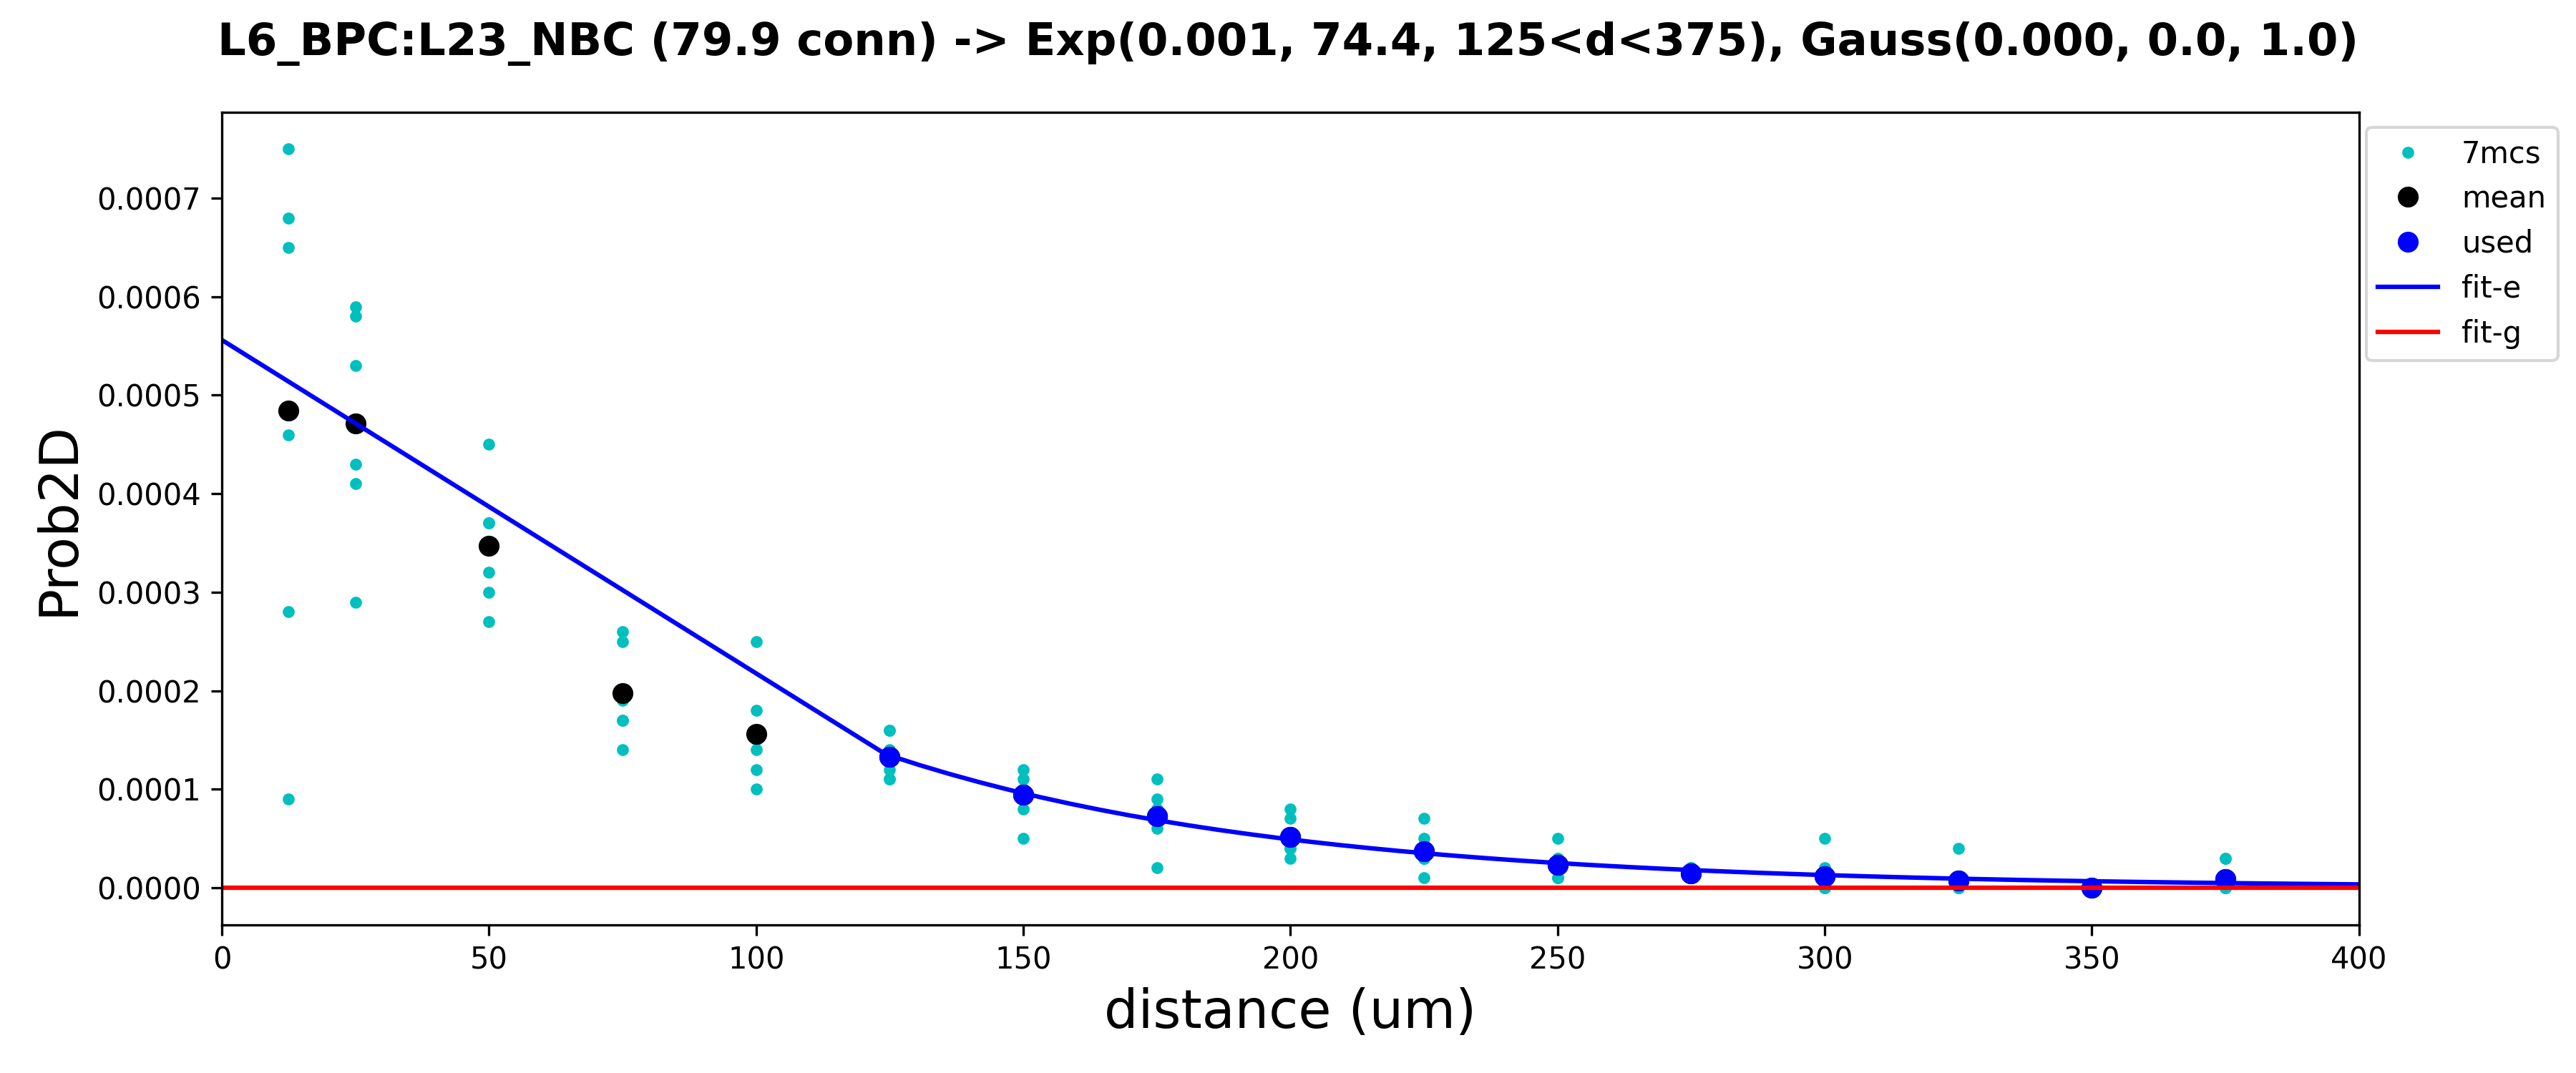 L6_BPC:L23_NBC (79.9 conn) -> Exp(0.001, 74.4, 125<d<375), Gauss(0.000, 0.0, 1.0)
7mcs
mean
used
fit-e
fit-g
Prob2D
0.0007
0.0006
0.0005
0.0004
0.0003
0.0002
0.0001
0.0000
0 50 100 150 200 250 300 350 400
distance (um)